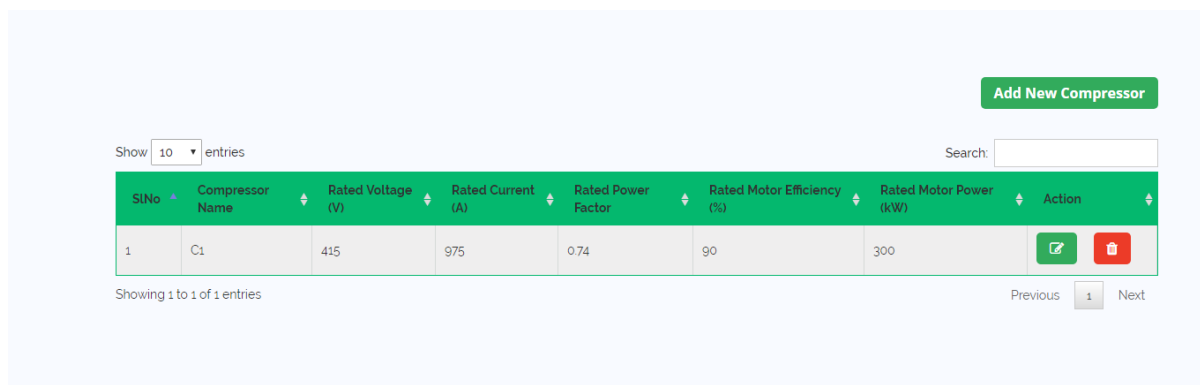 Add New Compressor
Show 10 entries
Search:
SlNo Compressor Name Rated Voltage (V) Rated Current (A) Rated Power Factor Rated Motor Efficiency (%) Rated Motor Power (kW) Action
1 C1 415 975 0.74 90 300
Showing 1 to 1 of 1 entries
Previous 1 Next